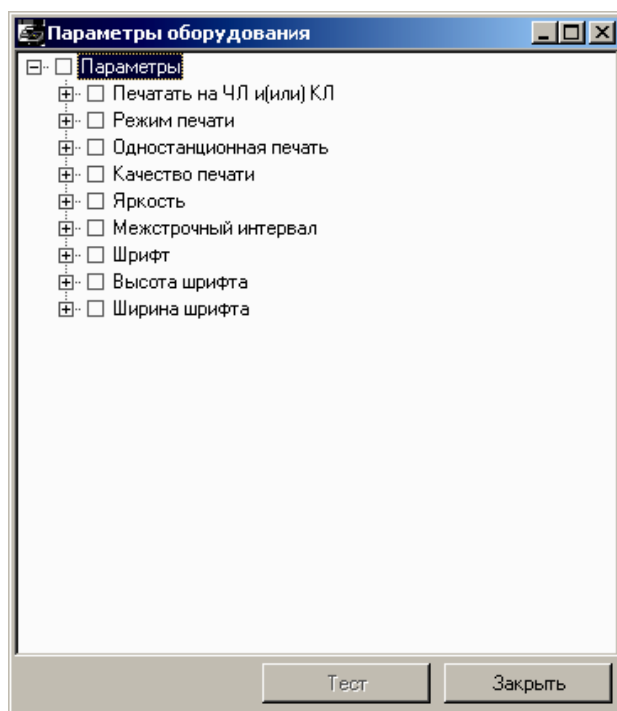 Параметры оборудования
Параметры
Печатать на ЧЛ и(или) КЛ
Режим печати
Одностанционная печать
Качество печати
Яркость
Межстрочный интервал
Шрифт
Высота шрифта
Ширина шрифта
Тест Закрыть